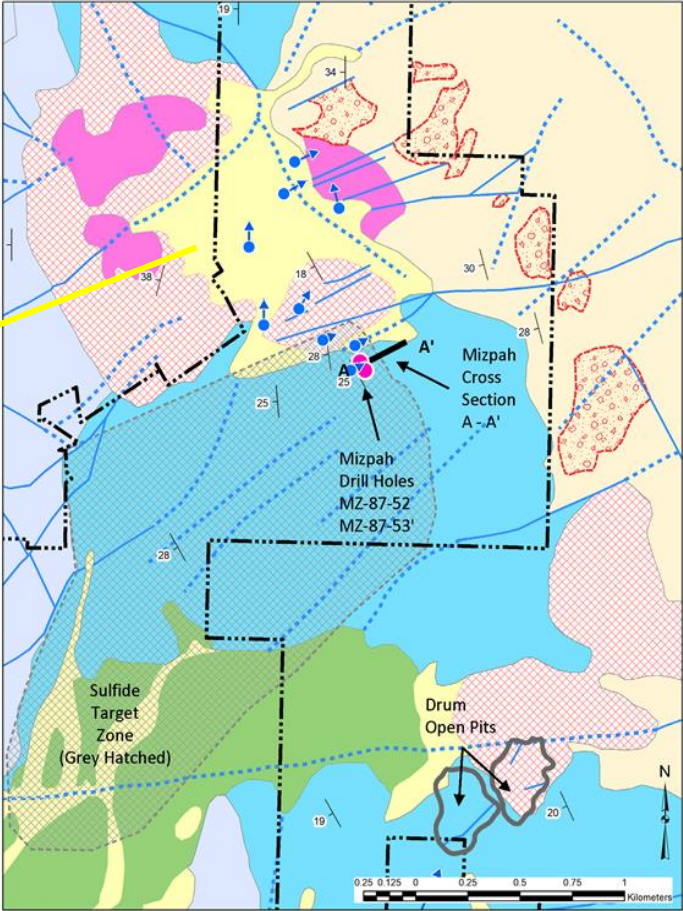 19
34
38
18
30
28
28
A
A'
25
25
Mizpah
Cross
Section
A - A'
Mizpah
Drill Holes
MZ-87-52
MZ-87-53'
28
Sulfide
Target
Zone
(Grey Hatched)
Drum
Open Pits
19
20
N
0.25 0.125 0 0.25 0.5 0.75 1
Kilometers